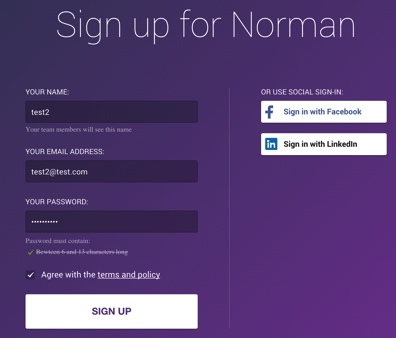 Sign up for Norman
YOUR NAME:
test2
Your team members will see this name
YOUR EMAIL ADDRESS:
test2@test.com
YOUR PASSWORD:
••••••••••
Password must contain:
Bewteen 6 and 13 characters long
Agree with the terms and policy
SIGN UP
OR USE SOCIAL SIGN-IN:
Sign in with Facebook
Sign in with LinkedIn